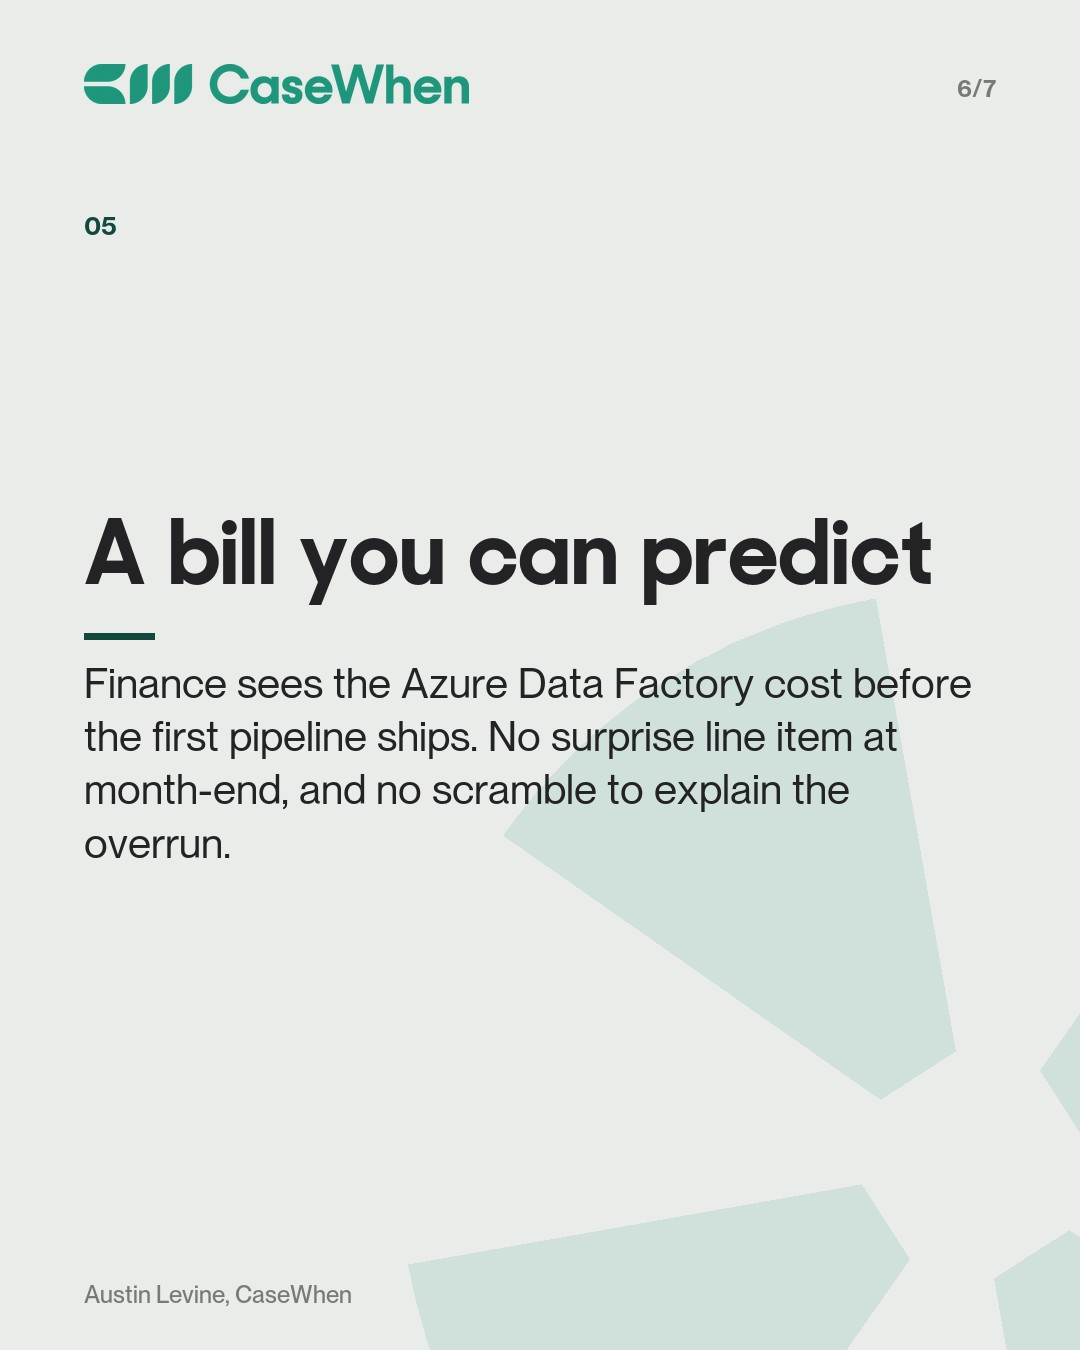 CaseWhen
6/7
05
A bill you can predict
Finance sees the Azure Data Factory cost before
the first pipeline ships. No surprise line item at
month-end, and no scramble to explain the
overrun.
Austin Levine, CaseWhen